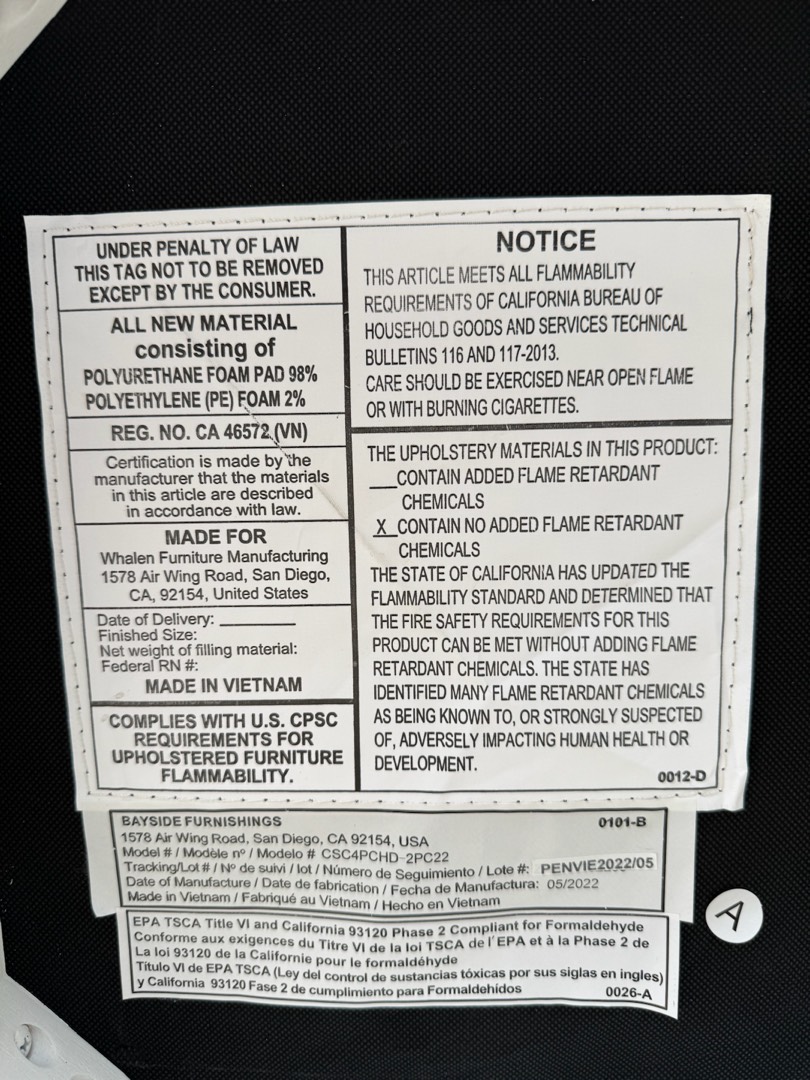 UNDER PENALTY OF LAW
THIS TAG NOT TO BE REMOVED
EXCEPT BY THE CONSUMER.
ALL NEW MATERIAL
consisting of
POLYURETHANE FOAM PAD 98%
POLYETHYLENE (PE) FOAM 2%
REG. NO. CA 46572 (VN)
Certification is made by the
manufacturer that the materials
in this article are described
in accordance with law.
MADE FOR
Whalen Furniture Manufacturing
1578 Air Wing Road, San Diego,
CA, 92154, United States
Date of Delivery: ________
Finished Size:
Net weight of filling material:
Federal RN #:
MADE IN VIETNAM
COMPLIES WITH U.S. CPSC
REQUIREMENTS FOR
UPHOLSTERED FURNITURE
FLAMMABILITY.
NOTICE
THIS ARTICLE MEETS ALL FLAMMABILITY
REQUIREMENTS OF CALIFORNIA BUREAU OF
HOUSEHOLD GOODS AND SERVICES TECHNICAL
BULLETINS 116 AND 117-2013.
CARE SHOULD BE EXERCISED NEAR OPEN FLAME
OR WITH BURNING CIGARETTES.
THE UPHOLSTERY MATERIALS IN THIS PRODUCT:
___CONTAIN ADDED FLAME RETARDANT
CHEMICALS
X_CONTAIN NO ADDED FLAME RETARDANT
CHEMICALS
THE STATE OF CALIFORNIA HAS UPDATED THE
FLAMMABILITY STANDARD AND DETERMINED THAT
THE FIRE SAFETY REQUIREMENTS FOR THIS
PRODUCT CAN BE MET WITHOUT ADDING FLAME
RETARDANT CHEMICALS. THE STATE HAS
IDENTIFIED MANY FLAME RETARDANT CHEMICALS
AS BEING KNOWN TO, OR STRONGLY SUSPECTED
OF, ADVERSELY IMPACTING HUMAN HEALTH OR
DEVELOPMENT.
0012-D
BAYSIDE FURNISHINGS 0101-B
1578 Air Wing Road, San Diego, CA 92154, USA
Model # / Modèle nº / Modelo # CSC4PCHD-2PC22
Tracking/Lot # / Nº de suivi / lot / Número de Seguimiento / Lote #: PENVIE2022/05
Date of Manufacture / Date de fabrication / Fecha de Manufactura: 05/2022
Made in Vietnam / Fabriqué au Vietnam / Hecho en Vietnam
A
EPA TSCA Title VI and California 93120 Phase 2 Compliant for Formaldehyde
Conforme aux exigences du Titre VI de la loi TSCA de l'EPA et à la Phase 2 de
La loi 93120 de la Californie pour le formaldéhyde
Título VI de EPA TSCA (Ley del control de sustancias tóxicas por sus siglas en ingles)
y California 93120 Fase 2 de cumplimiento para Formaldehídos 0026-A